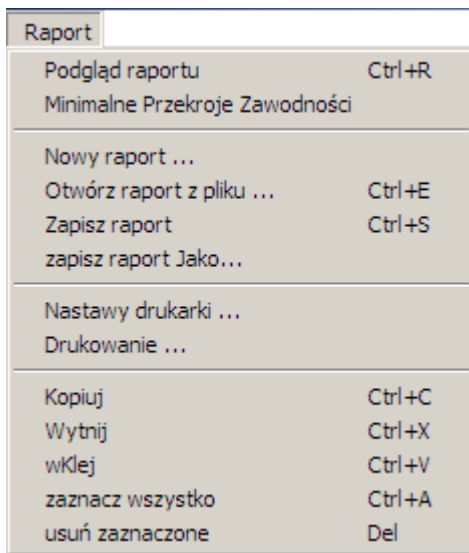 Raport
Podgląd raportu Ctrl+R
Minimalne Przekroje Zawodności
Nowy raport ...
Otwórz raport z pliku ... Ctrl+E
Zapisz raport Ctrl+S
zapisz raport Jako...
Nastawy drukarki ...
Drukowanie ...
Kopiuj Ctrl+C
Wytnij Ctrl+X
wKlej Ctrl+V
zaznacz wszystko Ctrl+A
usuń zaznaczone Del